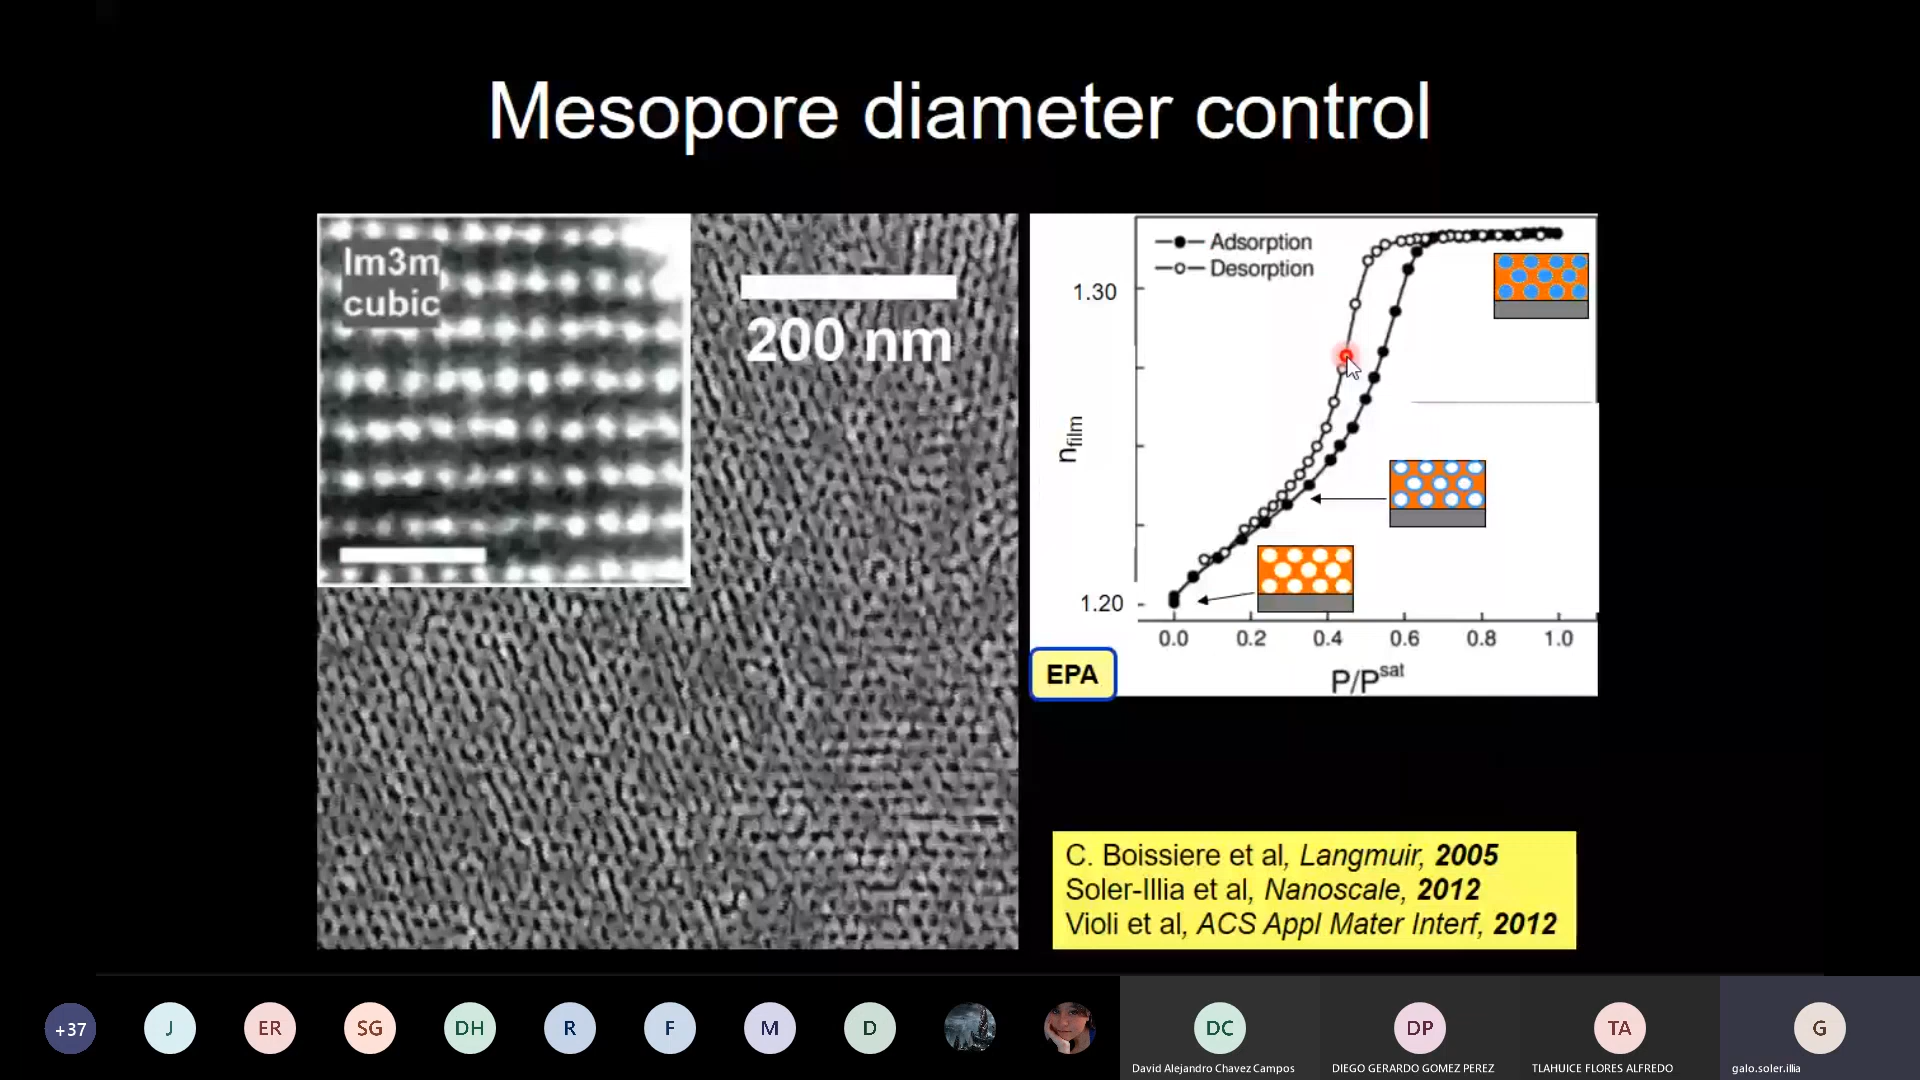 Mesopore diameter control
Im3m
cubic
200 nm
Adsorption
Desorption
1.30
nfilm
1.20
0.0 0.2 0.4 0.6 0.8 1.0
P/Psat
EPA
C. Boissiere et al, Langmuir, 2005
Soler-Illia et al, Nanoscale, 2012
Violi et al, ACS Appl Mater Interf, 2012
+37 J ER SG DH R F M D DC DP TA G
David Alejandro Chavez Campos DIEGO GERARDO GOMEZ PEREZ TLAHUICE FLORES ALFREDO galo.soler.illia